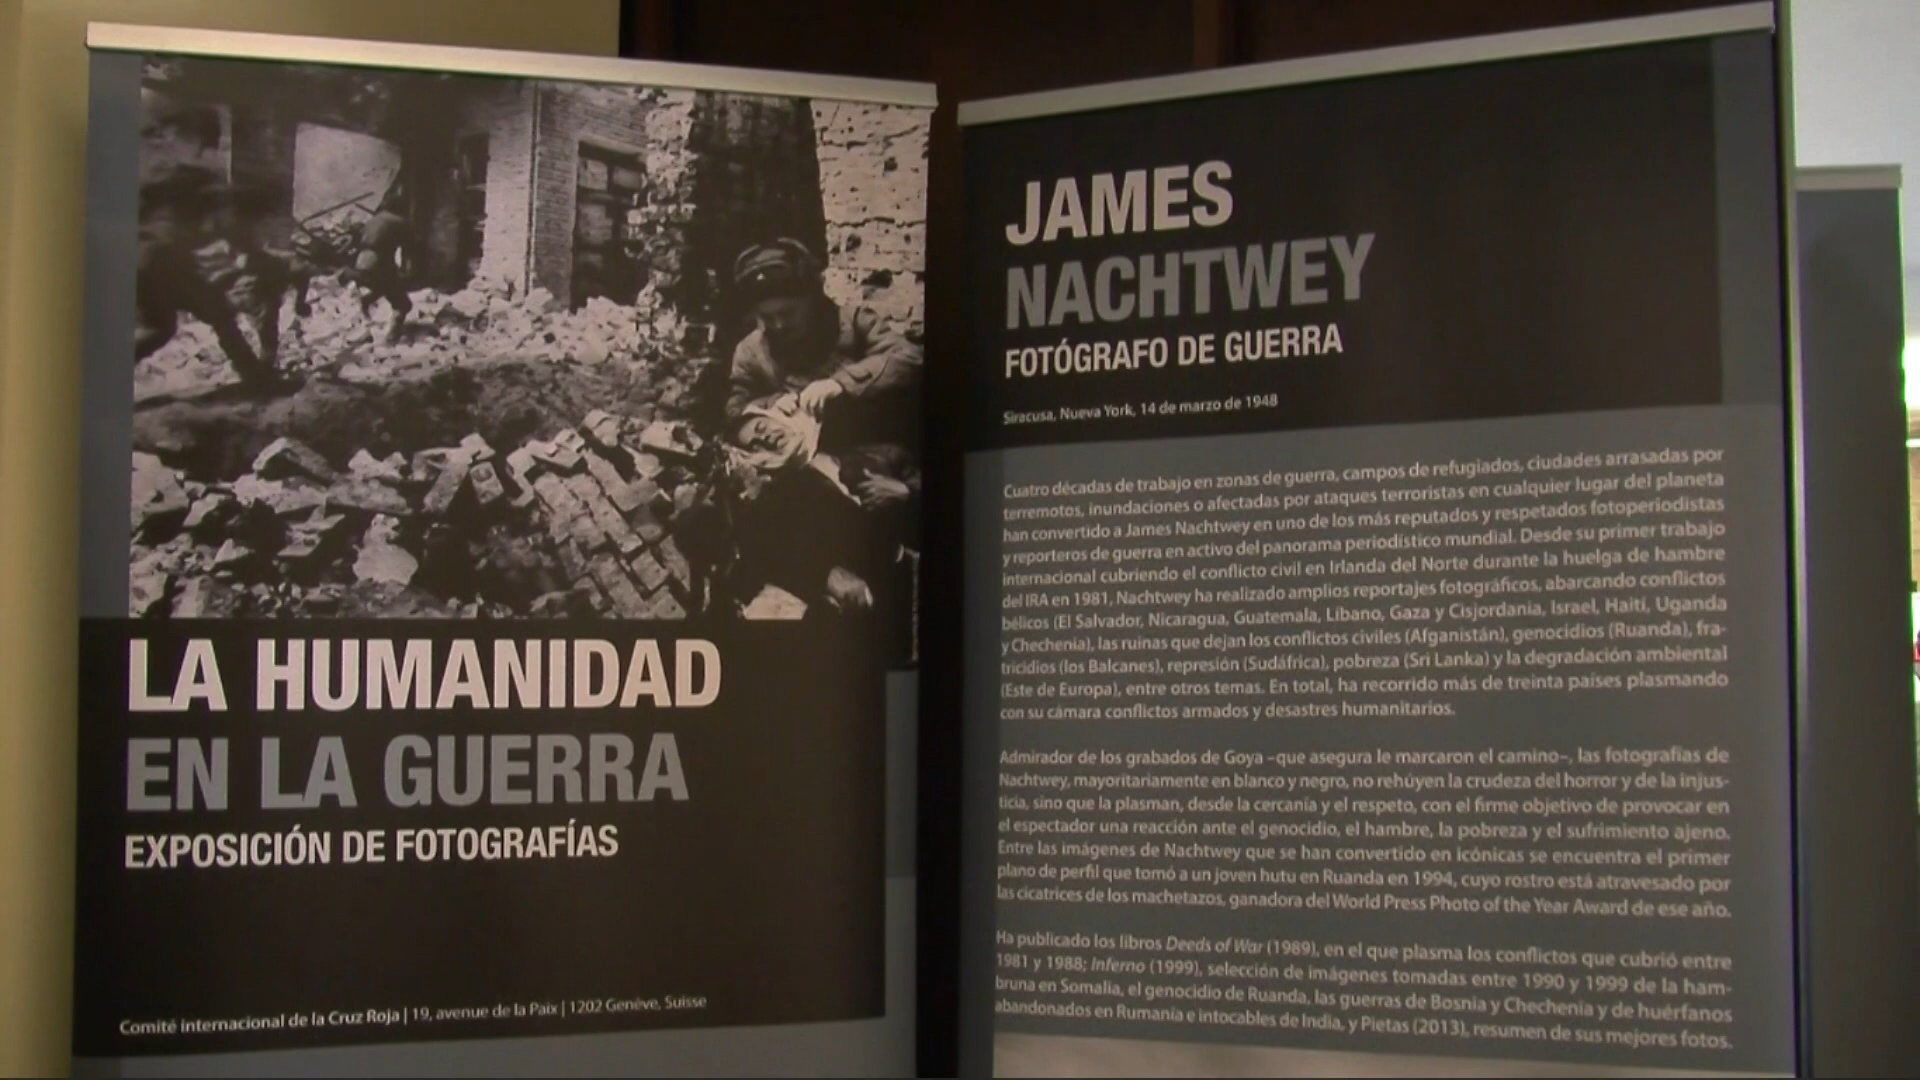 LA HUMANIDAD
EN LA GUERRA
EXPOSICIÓN DE FOTOGRAFÍAS
Comité internacional de la Cruz Roja | 19, avenue de la Paix | 1202 Genève, Suisse
JAMES
NACHTWEY
FOTÓGRAFO DE GUERRA
Siracusa, Nueva York, 14 de marzo de 1948
Cuatro décadas de trabajo en zonas de guerra, campos de refugiados, ciudades arrasadas por
terremotos, inundaciones o afectadas por ataques terroristas en cualquier lugar del planeta
han convertido a James Nachtwey en uno de los más reputados y respetados fotoperiodistas
y reporteros de guerra en activo del panorama periodístico mundial. Desde su primer trabajo
internacional cubriendo el conflicto civil en Irlanda del Norte durante la huelga de hambre
del IRA en 1981, Nachtwey ha realizado amplios reportajes fotográficos, abarcando conflictos
bélicos (El Salvador, Nicaragua, Guatemala, Líbano, Gaza y Cisjordania, Israel, Haití, Uganda
y Chechenia), las ruinas que dejan los conflictos civiles (Afganistán), genocidios (Ruanda), fra-
tricidios (los Balcanes), represión (Sudáfrica), pobreza (Sri Lanka) y la degradación ambiental
(Este de Europa), entre otros temas. En total, ha recorrido más de treinta países plasmando
con su cámara conflictos armados y desastres humanitarios.
Admirador de los grabados de Goya –que asegura le marcaron el camino–, las fotografías de
Nachtwey, mayoritariamente en blanco y negro, no rehúyen la crudeza del horror y de la injus-
ticia, sino que la plasman, desde la cercanía y el respeto, con el firme objetivo de provocar en
el espectador una reacción ante el genocidio, el hambre, la pobreza y el sufrimiento ajeno.
Entre las imágenes de Nachtwey que se han convertido en icónicas se encuentra el primer
plano de perfil que tomó a un joven hutu en Ruanda en 1994, cuyo rostro está atravesado por
las cicatrices de los machetazos, ganadora del World Press Photo of the Year Award de ese año.
Ha publicado los libros Deeds of War (1989), en el que plasma los conflictos que cubrió entre
1981 y 1988; Inferno (1999), selección de imágenes tomadas entre 1990 y 1999 de la ham-
bruna en Somalia, el genocidio de Ruanda, las guerras de Bosnia y Chechenia y de huérfanos
abandonados en Rumanía e intocables de India, y Pietas (2013), resumen de sus mejores fotos.